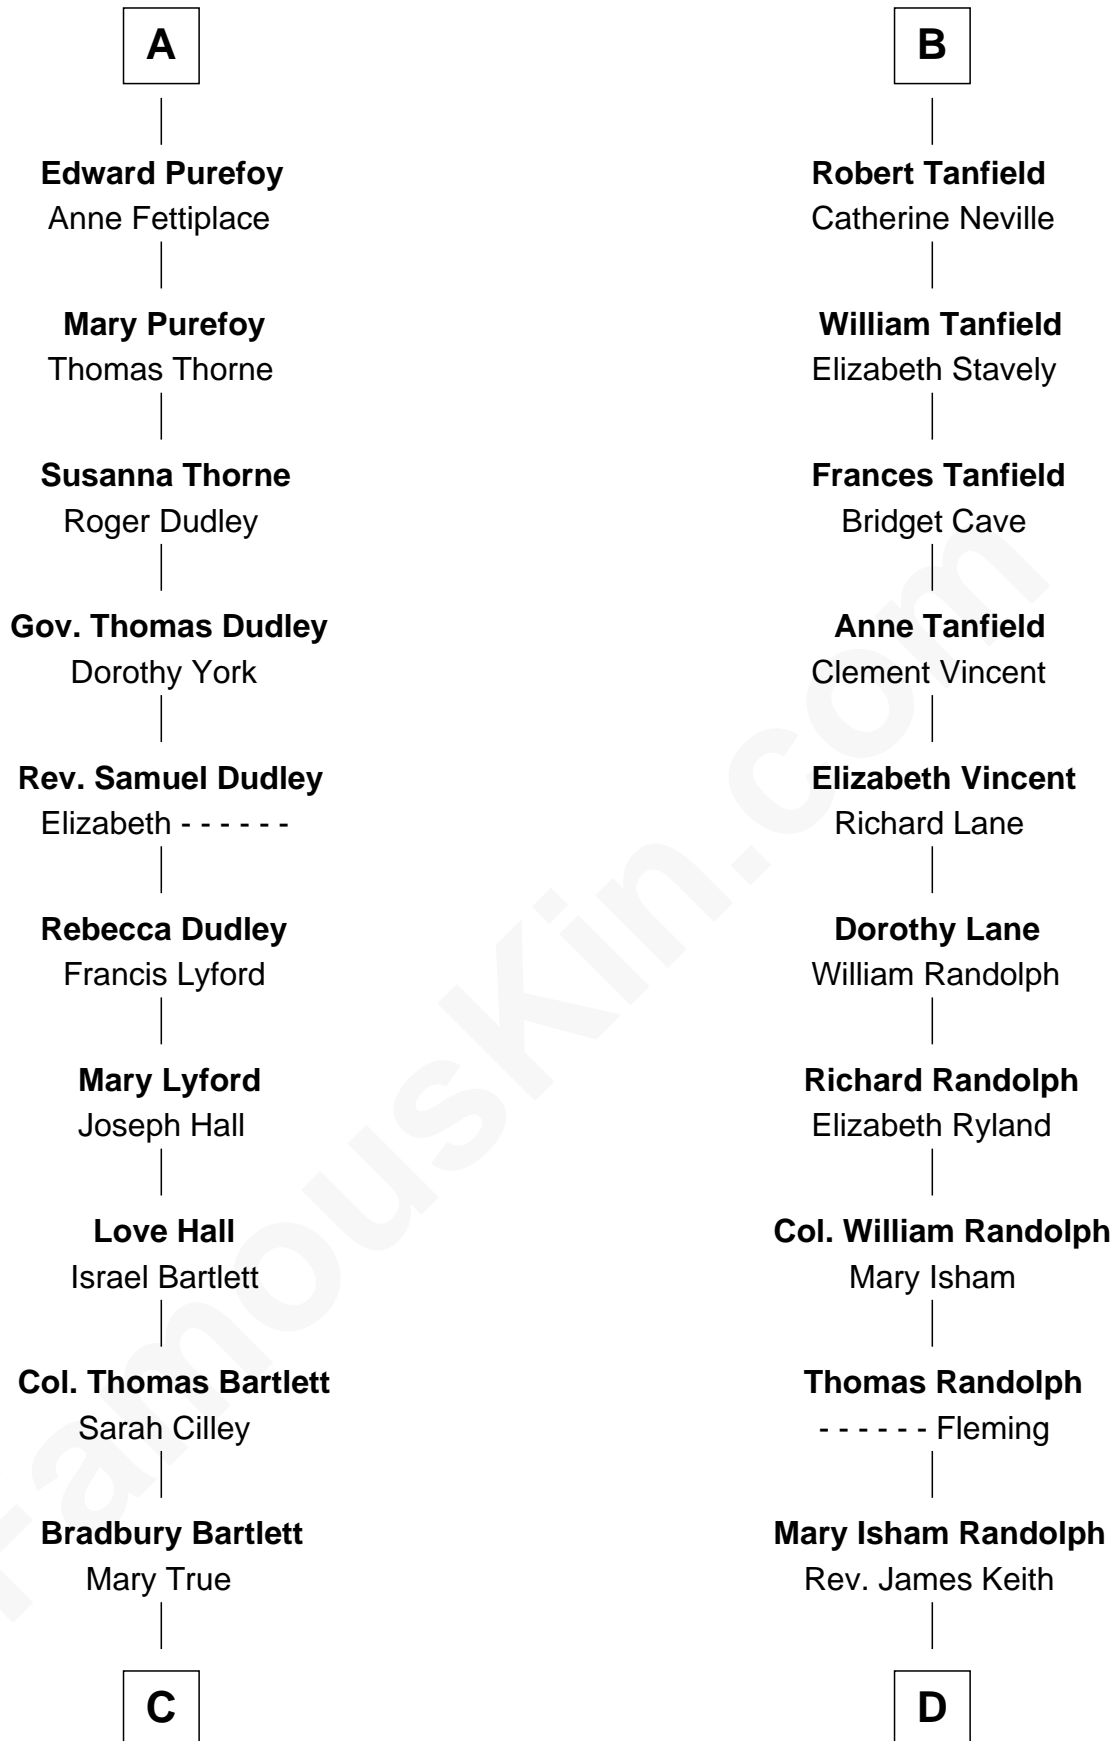 A
Edward Purefoy
Anne Fettiplace
Mary Purefoy
Thomas Thorne
Susanna Thorne
Roger Dudley
Gov. Thomas Dudley
Dorothy York
Rev. Samuel Dudley
Elizabeth - - - - - -
Rebecca Dudley
Francis Lyford
Mary Lyford
Joseph Hall
Love Hall
Israel Bartlett
Col. Thomas Bartlett
Sarah Cilley
Bradbury Bartlett
Mary True
C
B
Robert Tanfield
Catherine Neville
William Tanfield
Elizabeth Stavely
Frances Tanfield
Bridget Cave
Anne Tanfield
Clement Vincent
Elizabeth Vincent
Richard Lane
Dorothy Lane
William Randolph
Richard Randolph
Elizabeth Ryland
Col. William Randolph
Mary Isham
Thomas Randolph
- - - - - - Fleming
Mary Isham Randolph
Rev. James Keith
D
FamousKin.com